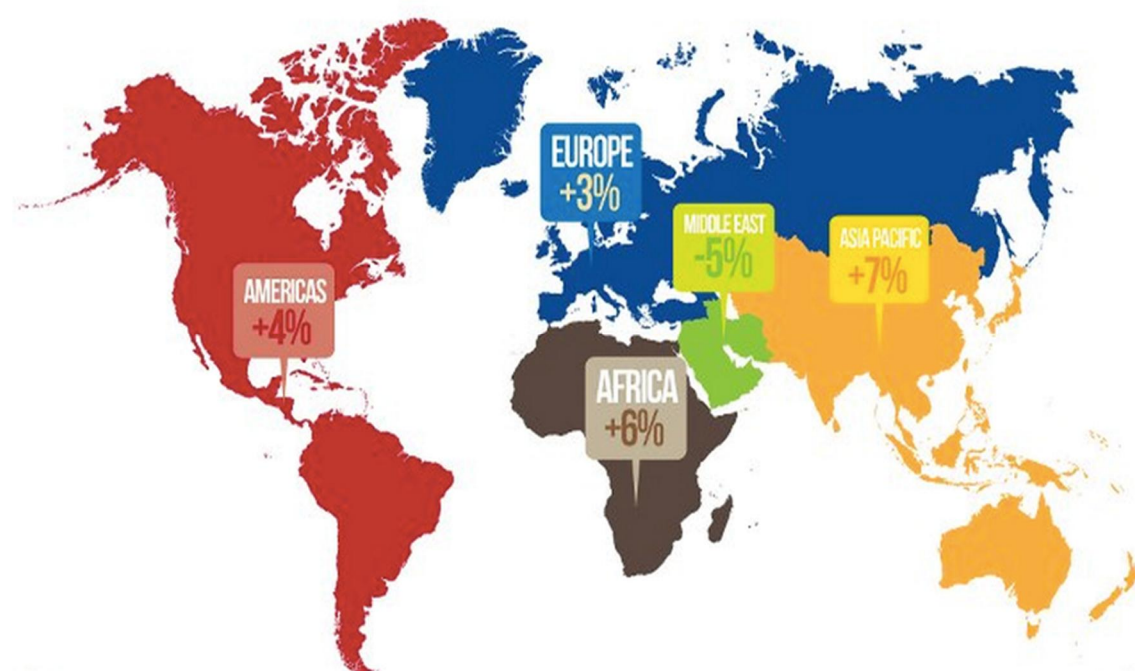 EUROPE
+3%
MIDDLE EAST
-5%
ASIA PACIFIC
+7%
AMERICAS
+4%
AFRICA
+6%